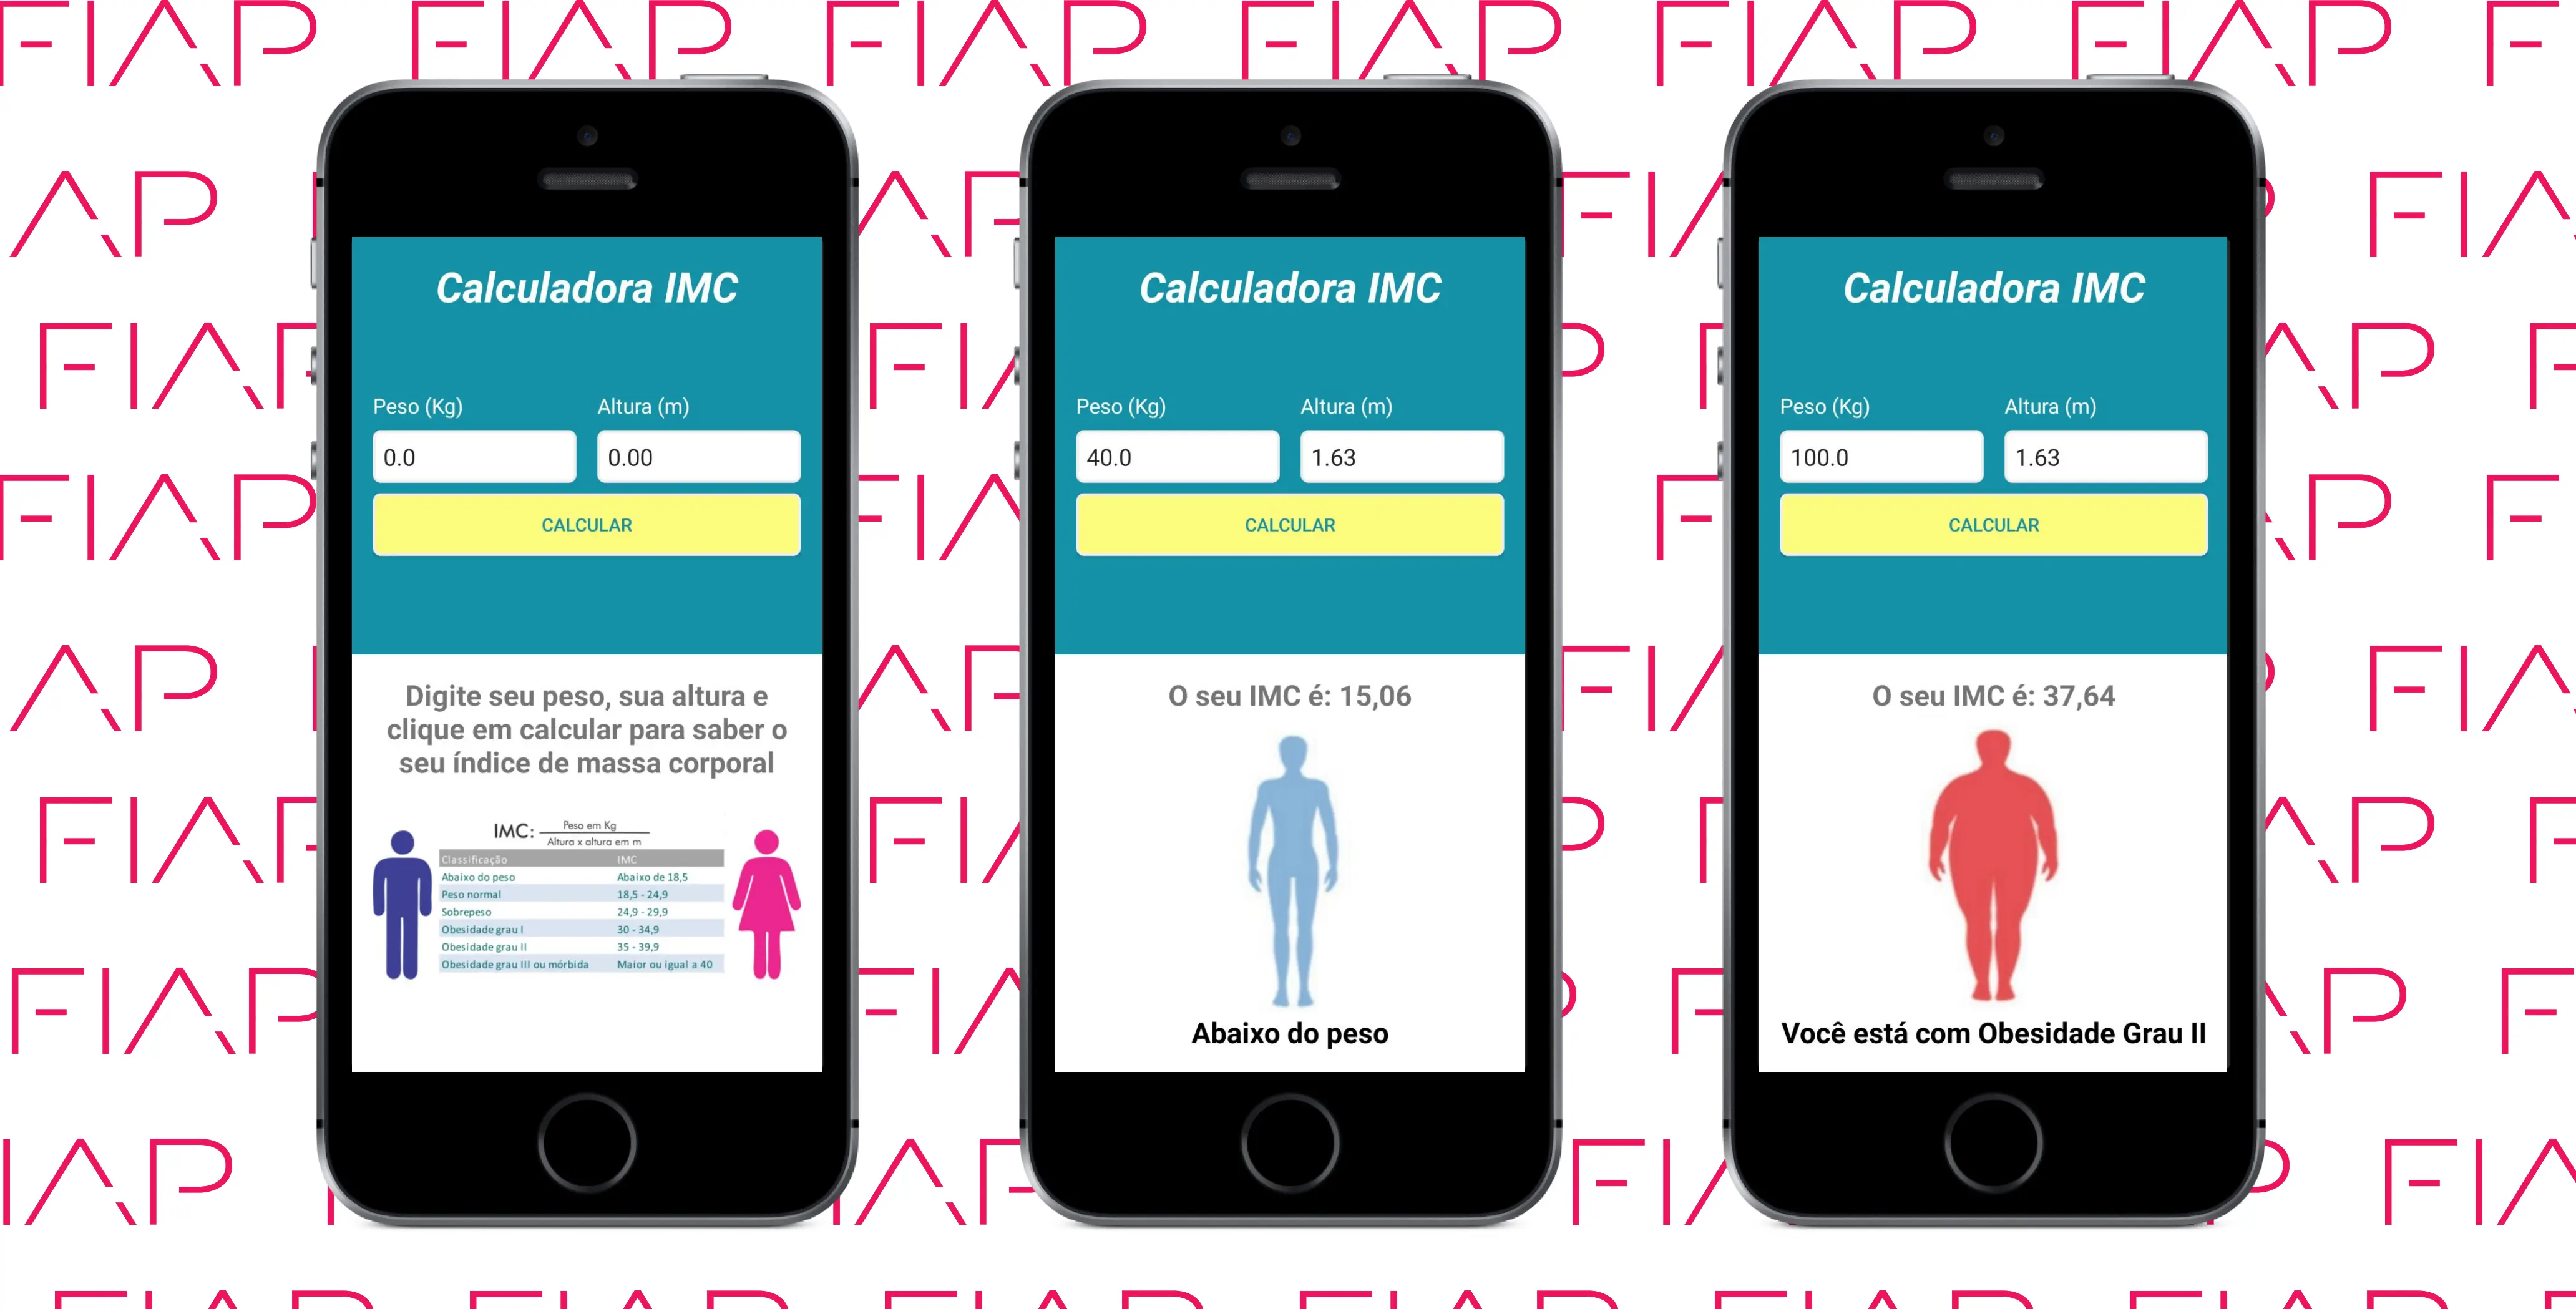 FIAP FIAP FIAP FIAP FIAP FIAP
Calculadora IMC
Peso (Kg) Altura (m)
0.0 0.00
CALCULAR
Digite seu peso, sua altura e
clique em calcular para saber o
seu índice de massa corporal
IMC: Peso em Kg
Altura x altura em m
Classificação IMC
Abaixo do peso Abaixo de 18,5
Peso normal 18,5 - 24,9
Sobrepeso 24,9 - 29,9
Obesidade grau I 30 - 34,9
Obesidade grau II 35 - 39,9
Obesidade grau III ou mórbida Maior ou igual a 40
Calculadora IMC
Peso (Kg) Altura (m)
40.0 1.63
CALCULAR
O seu IMC é: 15,06
Abaixo do peso
Calculadora IMC
Peso (Kg) Altura (m)
100.0 1.63
CALCULAR
O seu IMC é: 37,64
Você está com Obesidade Grau II